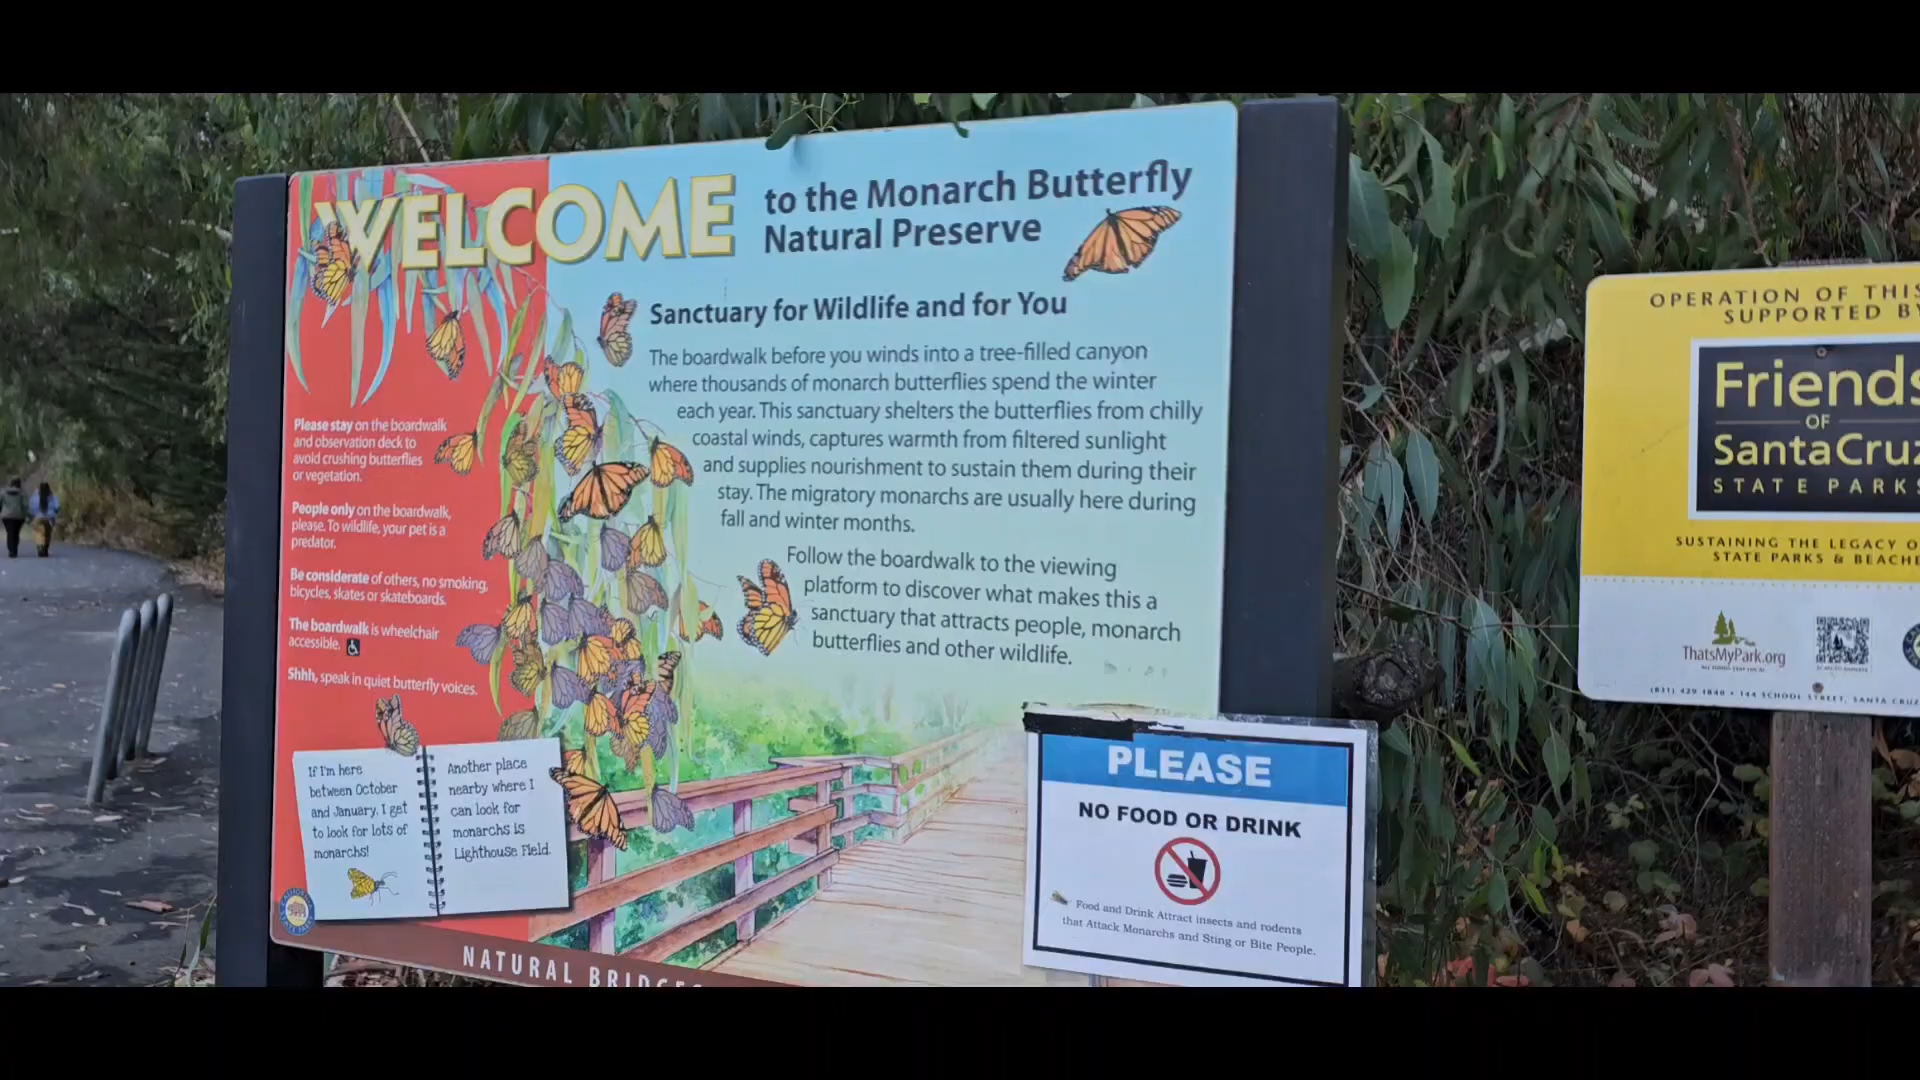 WELCOME
to the Monarch Butterfly
Natural Preserve
Sanctuary for Wildlife and for You
The boardwalk before you winds into a tree-filled canyon
where thousands of monarch butterflies spend the winter
each year. This sanctuary shelters the butterflies from chilly
coastal winds, captures warmth from filtered sunlight
and supplies nourishment to sustain them during their
stay. The migratory monarchs are usually here during
fall and winter months.
Follow the boardwalk to the viewing
platform to discover what makes this a
sanctuary that attracts people, monarch
butterflies and other wildlife.
Please stay on the boardwalk
and observation deck to
avoid crushing butterflies
or vegetation.
People only on the boardwalk,
please. To wildlife, your pet is a
predator.
Be considerate of others, no smoking,
bicycles, skates or skateboards.
The boardwalk is wheelchair
accessible.
Shhh, speak in quiet butterfly voices.
If I'm here
between October
and January, I get
to look for lots of
monarchs!
Another place
nearby where I
can look for
monarchs is
Lighthouse Field.
NATURAL BRIDGES
PLEASE
NO FOOD OR DRINK
Food and Drink Attract insects and rodents
that Attack Monarchs and Sting or Bite People.
OPERATION OF THIS
SUPPORTED BY
Friends
OF
SantaCruz
STATE PARKS
SUSTAINING THE LEGACY O
STATE PARKS & BEACHE
ThatsMyPark.org
(831) 429-1840 • 144 SCHOOL STREET, SANTA CRUZ